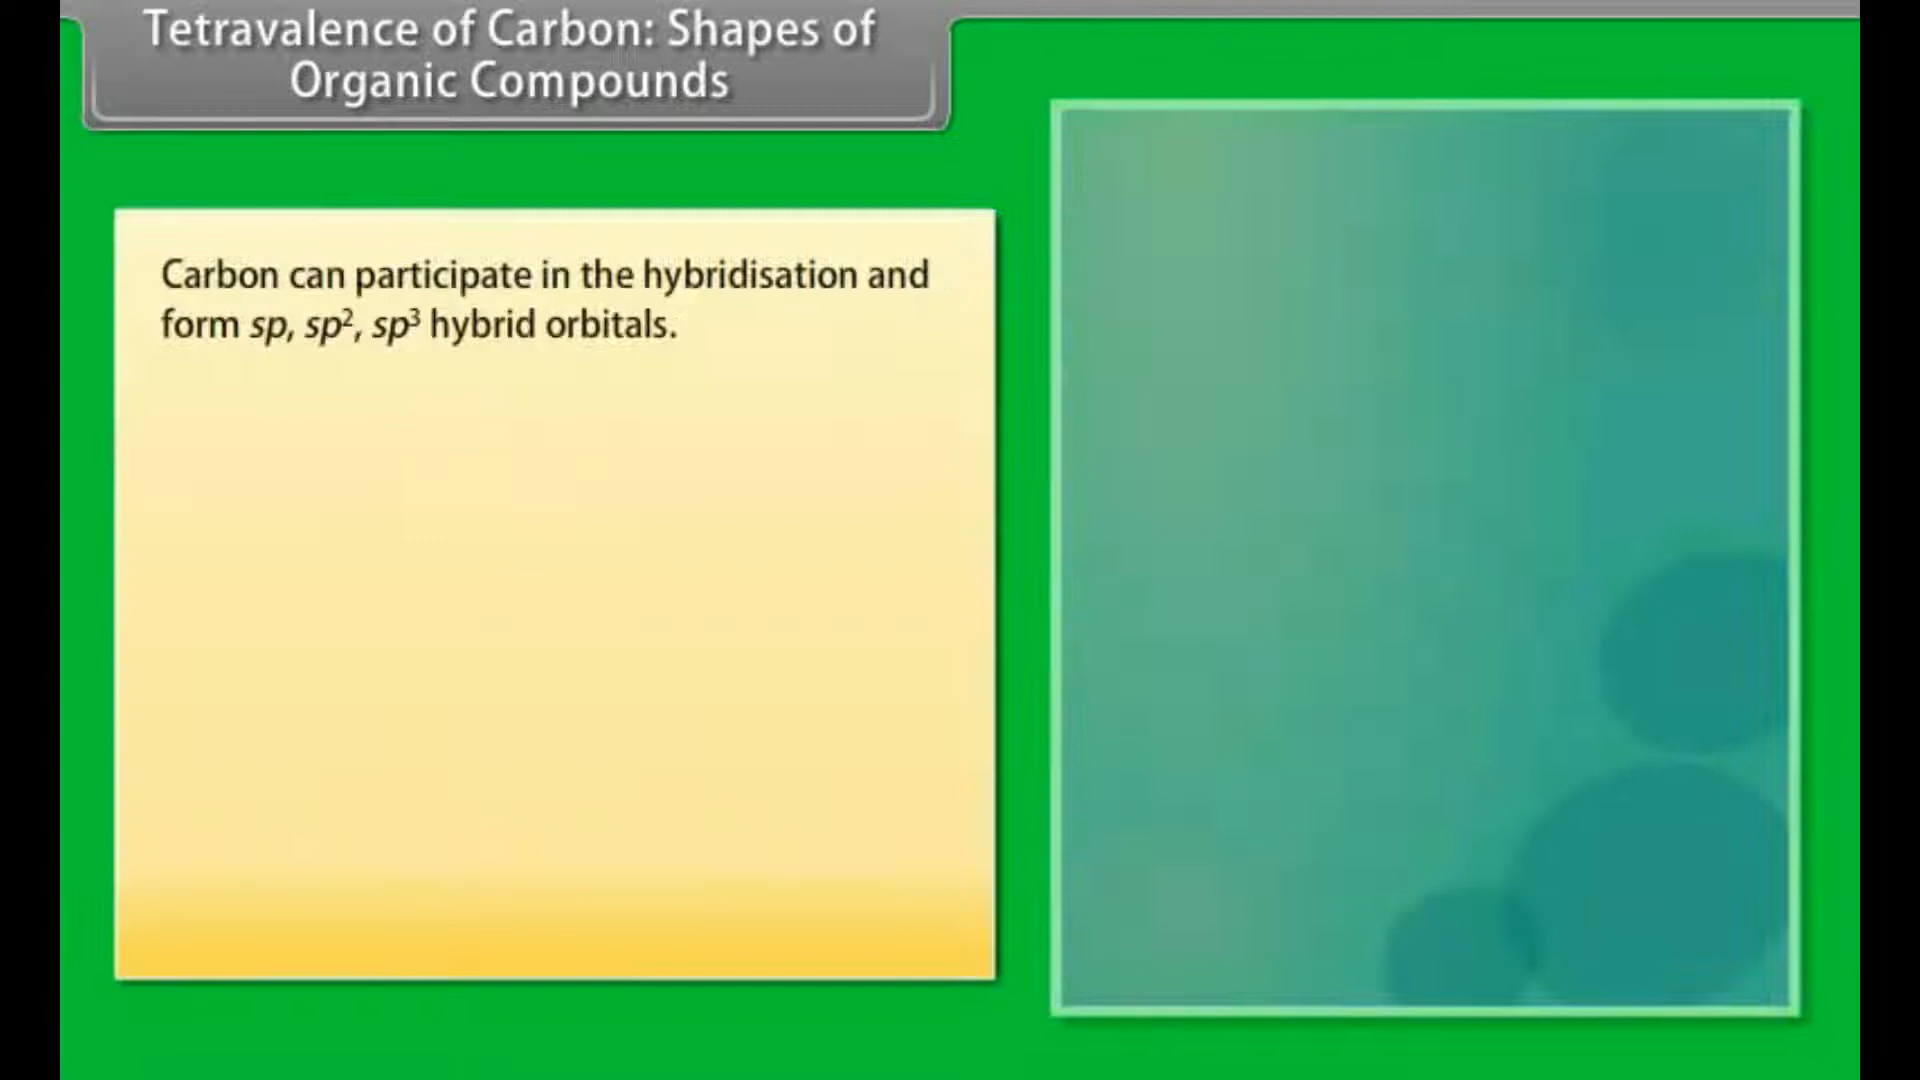 Tetravalence of Carbon: Shapes of
Organic Compounds
Carbon can participate in the hybridisation and
form sp, sp², sp³ hybrid orbitals.